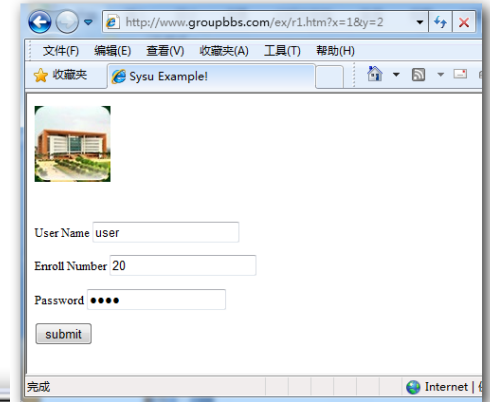 http://www.groupbbs.com/ex/r1.htm?x=1&y=2
文件(F) 编辑(E) 查看(V) 收藏夹(A) 工具(T) 帮助(H)
收藏夹 Sysu Example!
User Name user
Enroll Number 20
Password ●●●●
submit
完成 Internet |